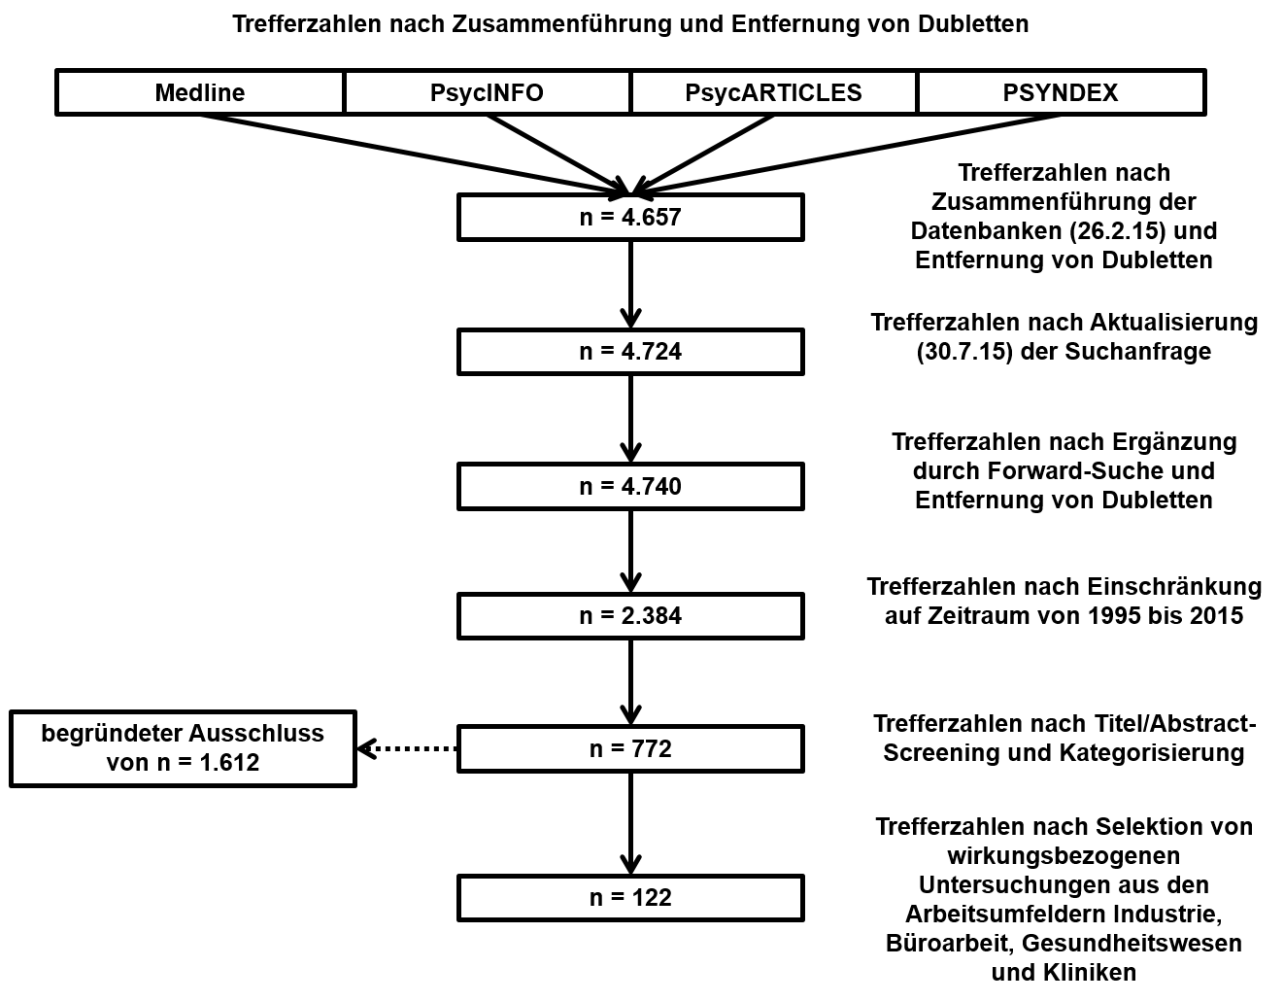 Trefferzahlen nach Zusammenführung und Entfernung von Dubletten
Medline
PsycINFO
PsycARTICLES
PSYNDEX
n = 4.657
Trefferzahlen nach
Zusammenführung der
Datenbanken (26.2.15) und
Entfernung von Dubletten
n = 4.724
Trefferzahlen nach Aktualisierung
(30.7.15) der Suchanfrage
n = 4.740
Trefferzahlen nach Ergänzung
durch Forward-Suche und
Entfernung von Dubletten
n = 2.384
Trefferzahlen nach Einschränkung
auf Zeitraum von 1995 bis 2015
begründeter Ausschluss
von n = 1.612
n = 772
Trefferzahlen nach Titel/Abstract-
Screening und Kategorisierung
n = 122
Trefferzahlen nach Selektion von
wirkungsbezogenen
Untersuchungen aus den
Arbeitsumfeldern Industrie,
Büroarbeit, Gesundheitswesen
und Kliniken